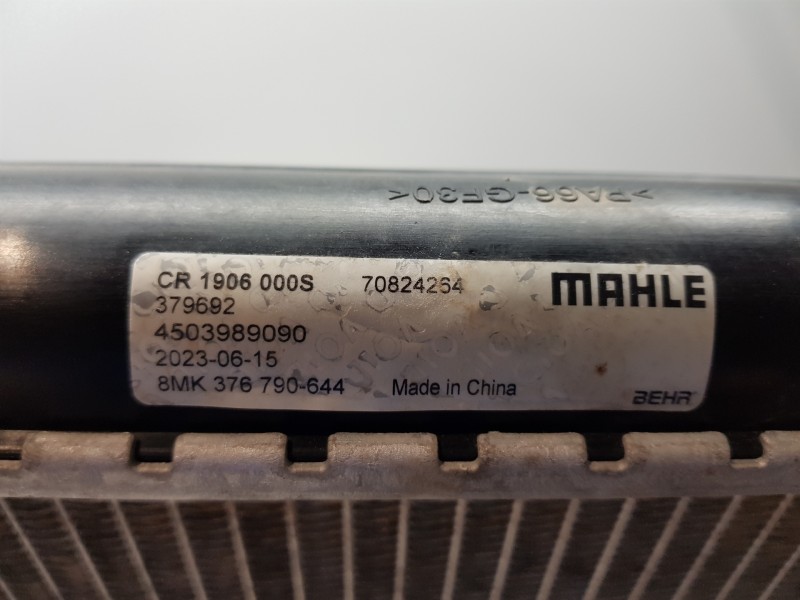 >PA66-GF30<
CR 1906 000S 70824264 MAHLE
379692
4503989090
2023-06-15
8MK 376 790-644 Made in China BEHR